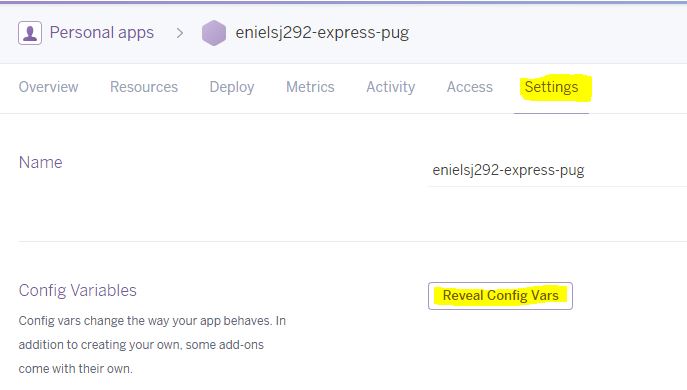 Personal apps > enielsj292-express-pug
Overview Resources Deploy Metrics Activity Access Settings
Name
enielsj292-express-pug
Config Variables
Reveal Config Vars
Config vars change the way your app behaves. In
addition to creating your own, some add-ons
come with their own.